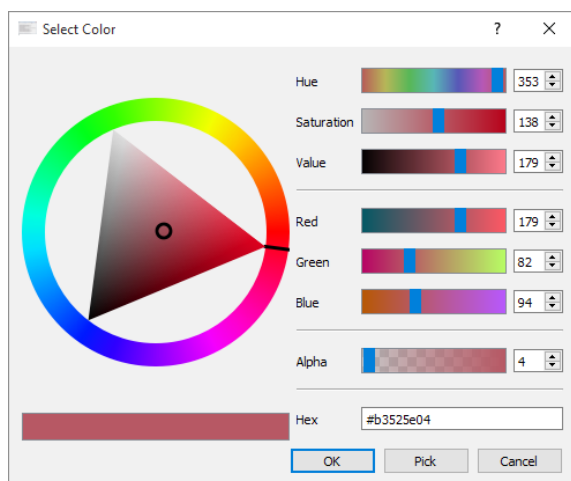 Select Color ? ×
Hue 353
Saturation 138
Value 179
Red 179
Green 82
Blue 94
Alpha 4
Hex #b3525e04
OK Pick Cancel